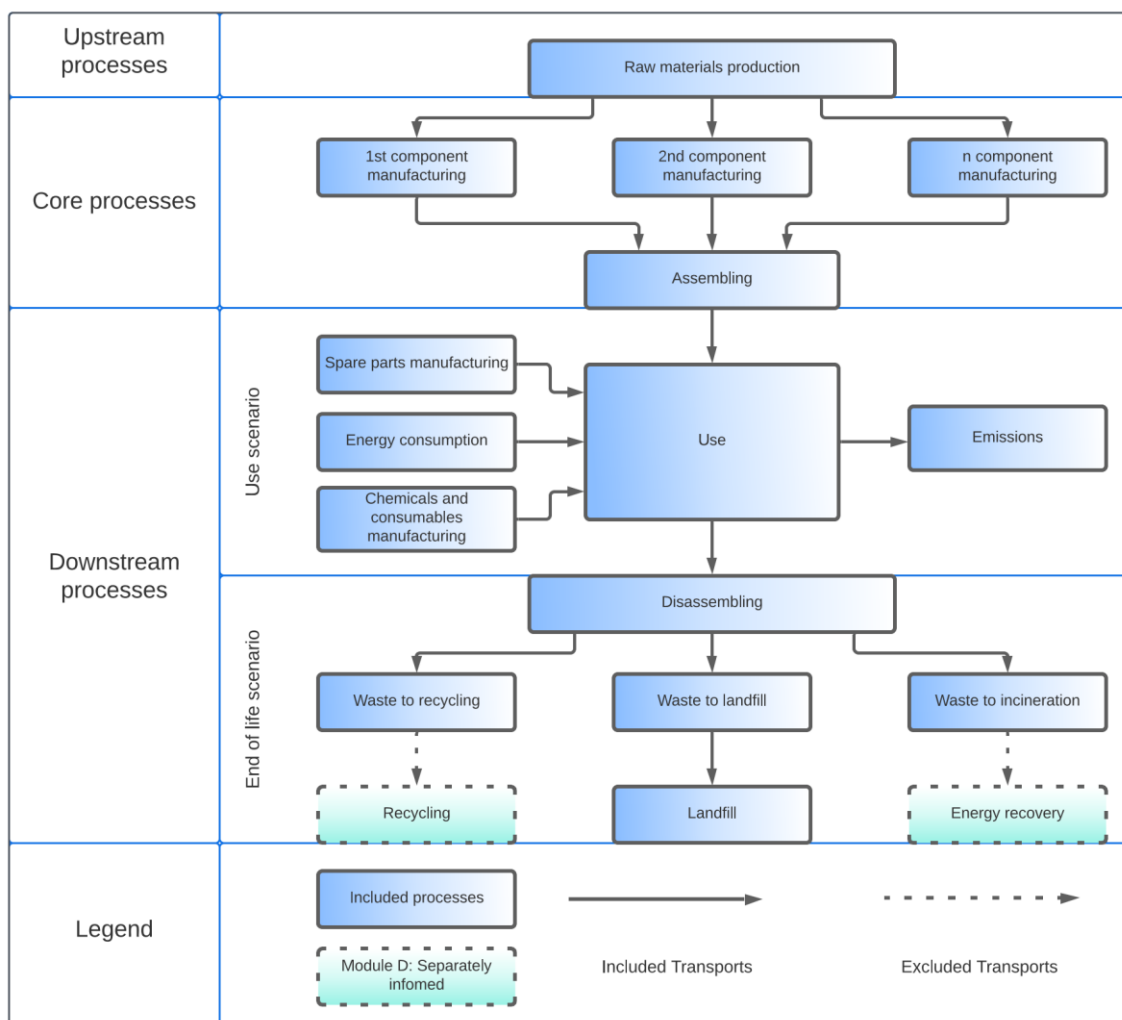 Upstream
processes
Raw materials production
Core processes
1st component
manufacturing
2nd component
manufacturing
n component
manufacturing
Assembling
Downstream
processes
Use scenario
Spare parts manufacturing
Energy consumption
Chemicals and
consumables
manufacturing
Use
Emissions
End of life scenario
Disassembling
Waste to recycling
Waste to landfill
Waste to incineration
Recycling
Landfill
Energy recovery
Legend
Included processes
Module D: Separately
infomed
Included Transports
Excluded Transports